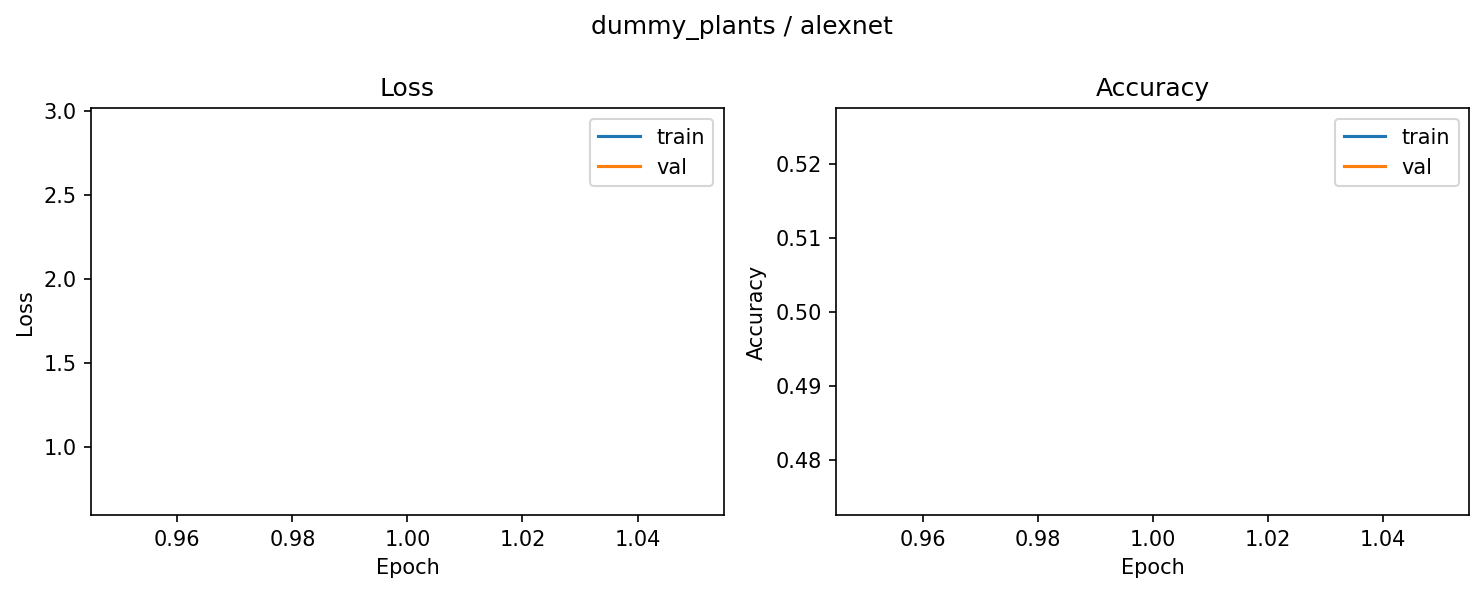 dummy_plants / alexnet
Loss
3.0
2.5
2.0
1.5
1.0
Loss
0.96 0.98 1.00 1.02 1.04
Epoch
train
val
Accuracy
0.52
0.51
0.50
0.49
0.48
Accuracy
0.96 0.98 1.00 1.02 1.04
Epoch
train
val